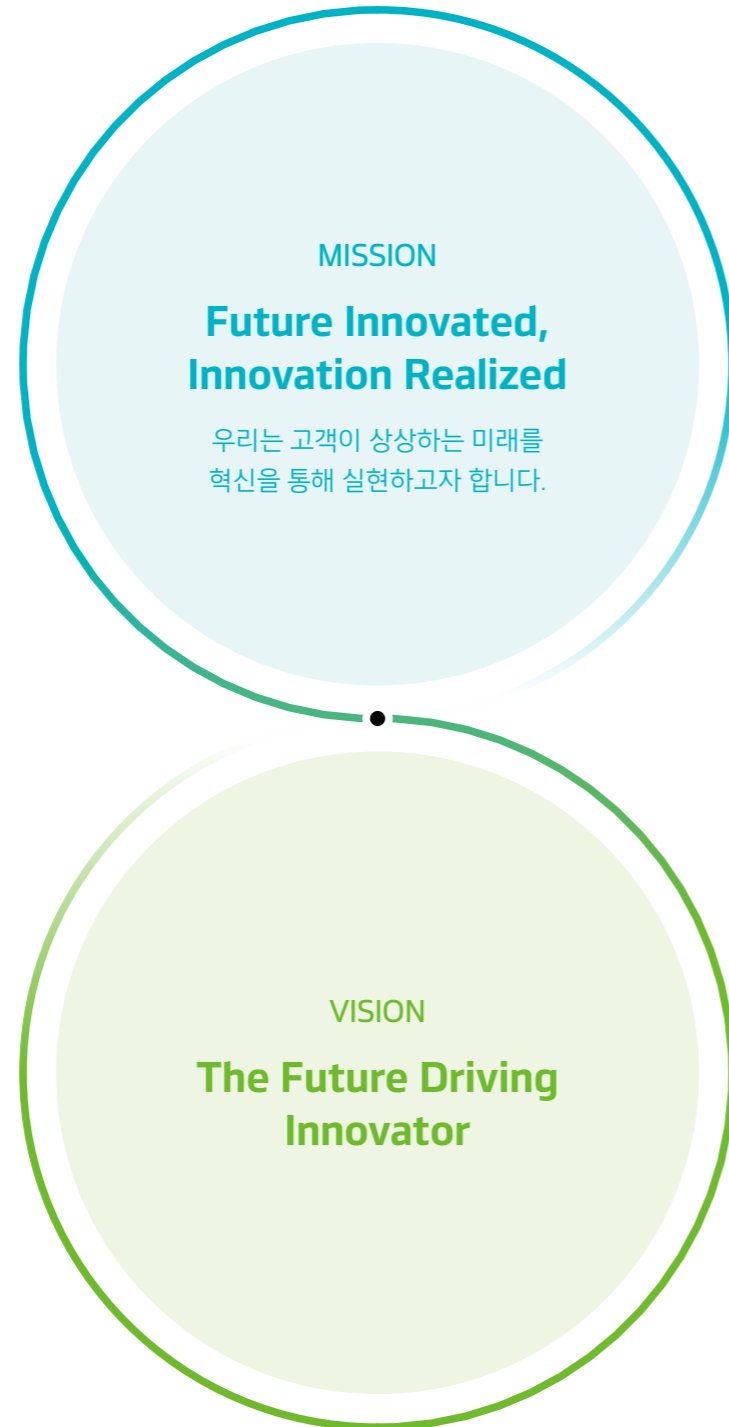 MISSION
Future Innovated,
Innovation Realized
우리는 고객이 상상하는 미래를
혁신을 통해 실현하고자 합니다.
VISION
The Future Driving
Innovator